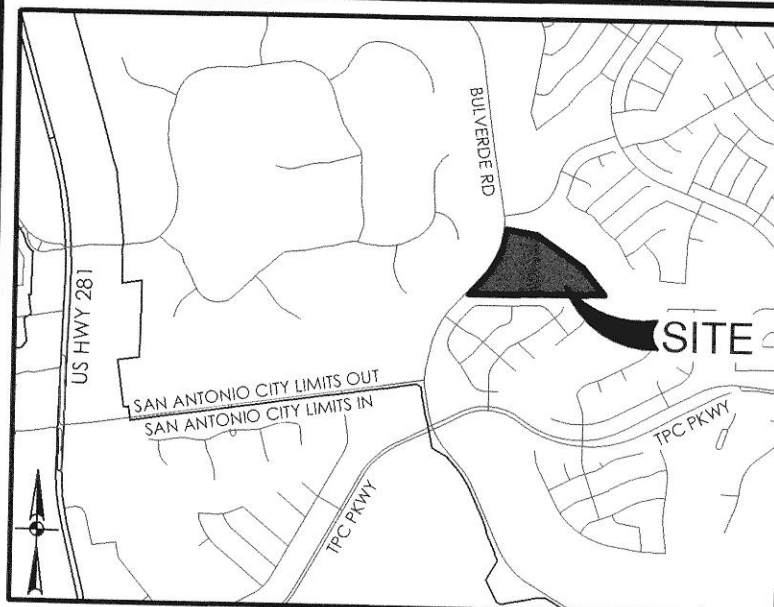 BULVERDE RD
US HWY 281
SITE
SAN ANTONIO CITY LIMITS OUT
SAN ANTONIO CITY LIMITS IN
TPC PKWY
TPC PKWY